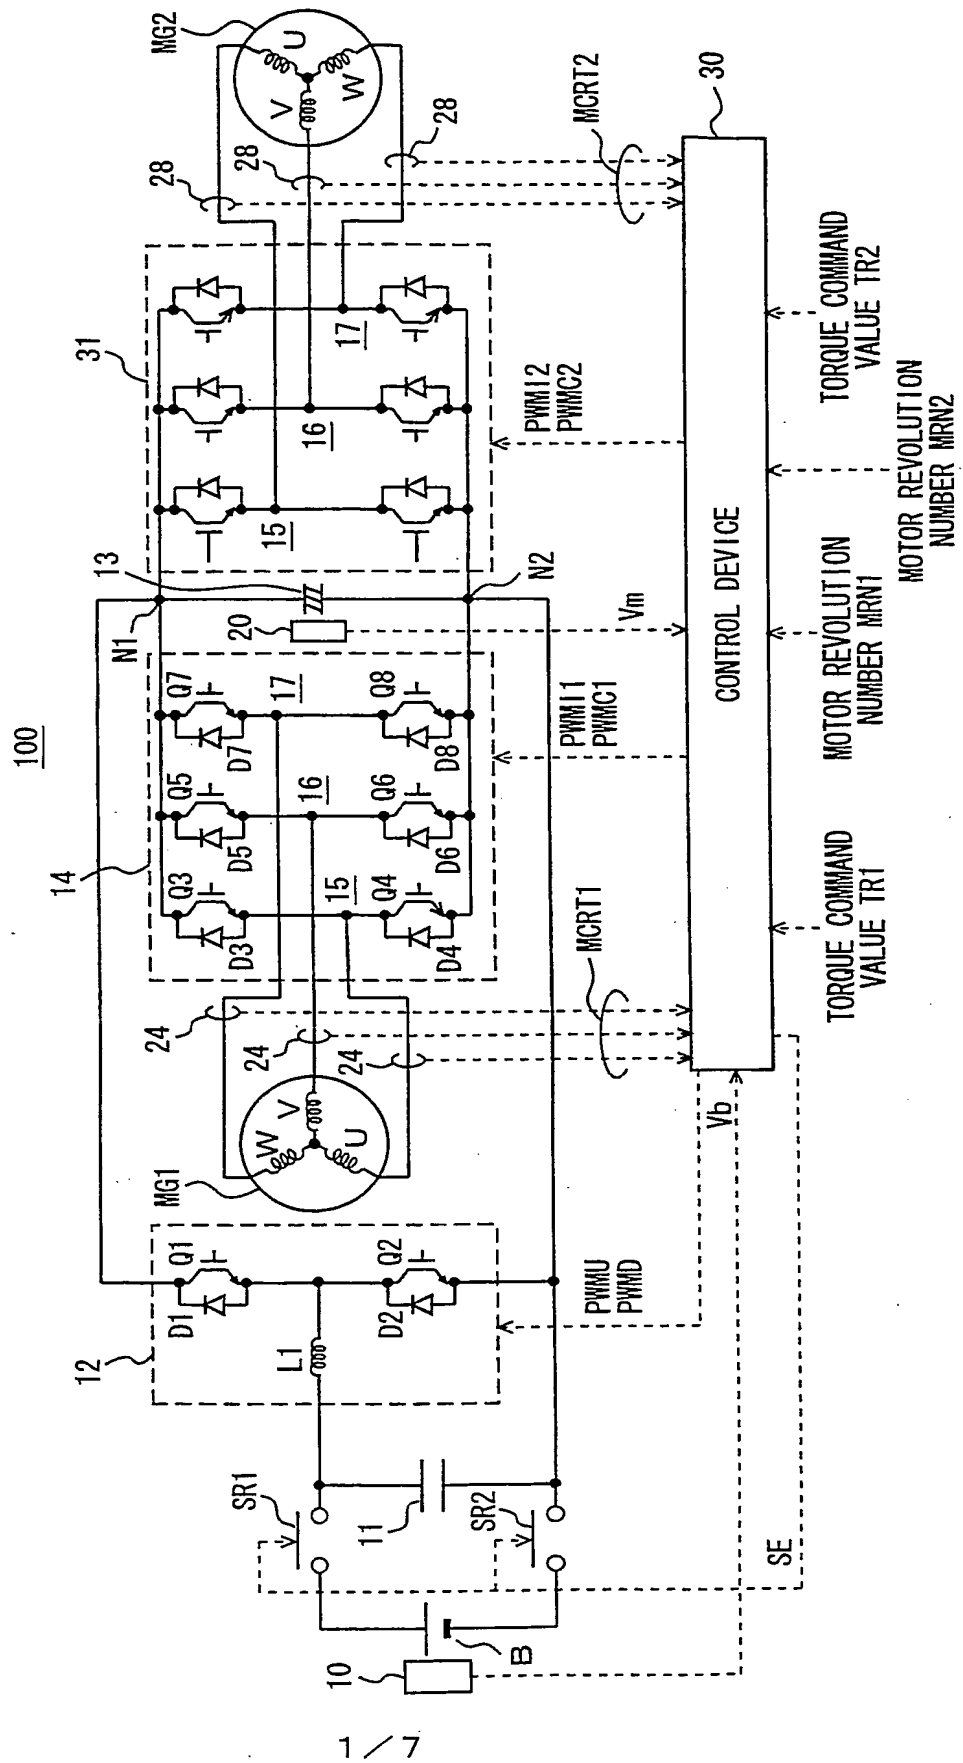 1/7
100
10
B
SR1
11
SR2
SE
12
L1
D1
Q1
D2
Q2
PWMU
PWMD
MG1
W
V
U
24
24
24
MCRT1
14
D3
Q3
D5
Q5
D7
Q7
15
16
17
D4
Q4
D6
Q6
D8
Q8
PWMI1
PWMC1
N1
20
13
N2
Vm
31
15
16
17
PWMI2
PWMC2
28
28
28
MG2
U
V
W
MCRT2
30
Vb
CONTROL DEVICE
TORQUE COMMAND
VALUE TR1
MOTOR REVOLUTION
NUMBER MRN1
MOTOR REVOLUTION
NUMBER MRN2
TORQUE COMMAND
VALUE TR2